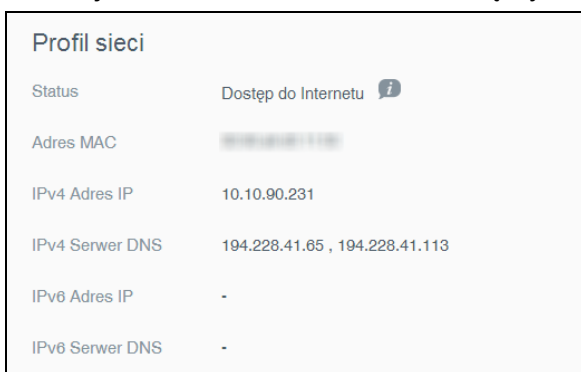 Profil sieci
Status Dostęp do Internetu
Adres MAC
IPv4 Adres IP 10.10.90.231
IPv4 Serwer DNS 194.228.41.65 , 194.228.41.113
IPv6 Adres IP -
IPv6 Serwer DNS -